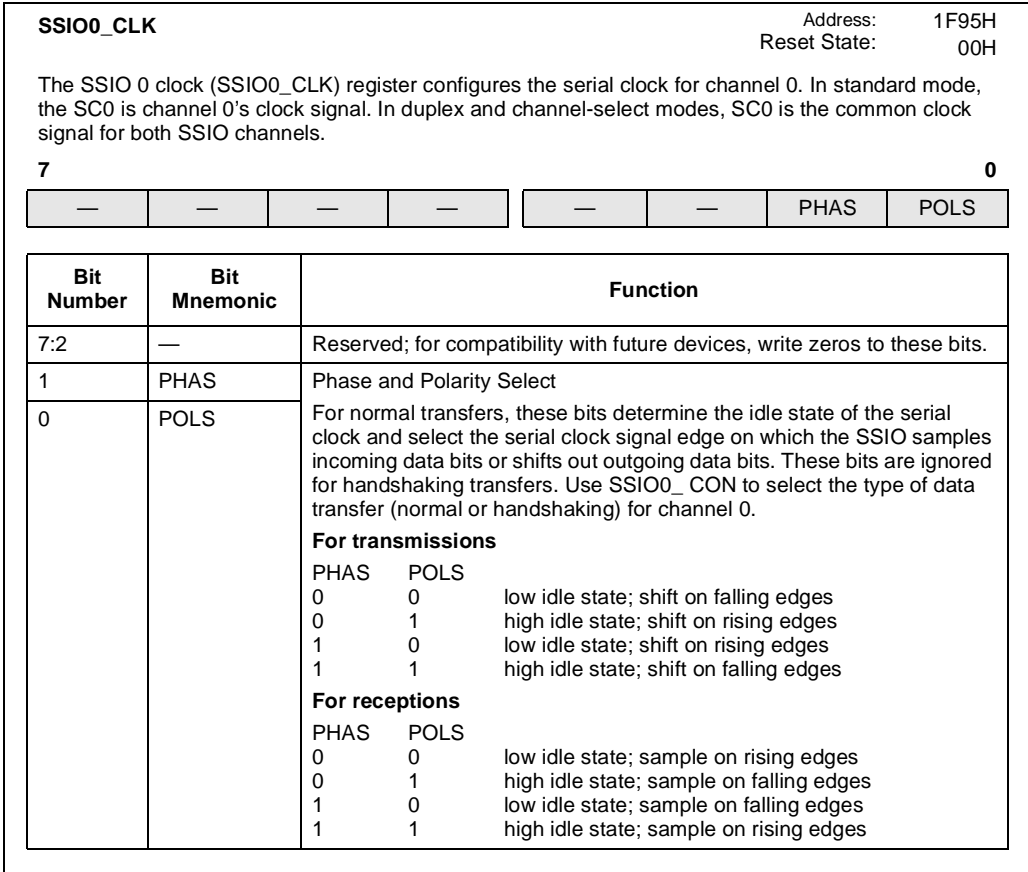 SSIO0_CLK
Address: 1F95H
Reset State: 00H
The SSIO 0 clock (SSIO0_CLK) register configures the serial clock for channel 0. In standard mode,
the SC0 is channel 0's clock signal. In duplex and channel-select modes, SC0 is the common clock
signal for both SSIO channels.
7 0
— — — — — — PHAS POLS
Bit Number Bit Mnemonic Function
7:2 — Reserved; for compatibility with future devices, write zeros to these bits.
1 PHAS Phase and Polarity Select
0 POLS For normal transfers, these bits determine the idle state of the serial
clock and select the serial clock signal edge on which the SSIO samples
incoming data bits or shifts out outgoing data bits. These bits are ignored
for handshaking transfers. Use SSIO0_ CON to select the type of data
transfer (normal or handshaking) for channel 0.
For transmissions
PHAS POLS
0 0 low idle state; shift on falling edges
0 1 high idle state; shift on rising edges
1 0 low idle state; shift on rising edges
1 1 high idle state; shift on falling edges
For receptions
PHAS POLS
0 0 low idle state; sample on rising edges
0 1 high idle state; sample on falling edges
1 0 low idle state; sample on falling edges
1 1 high idle state; sample on rising edges